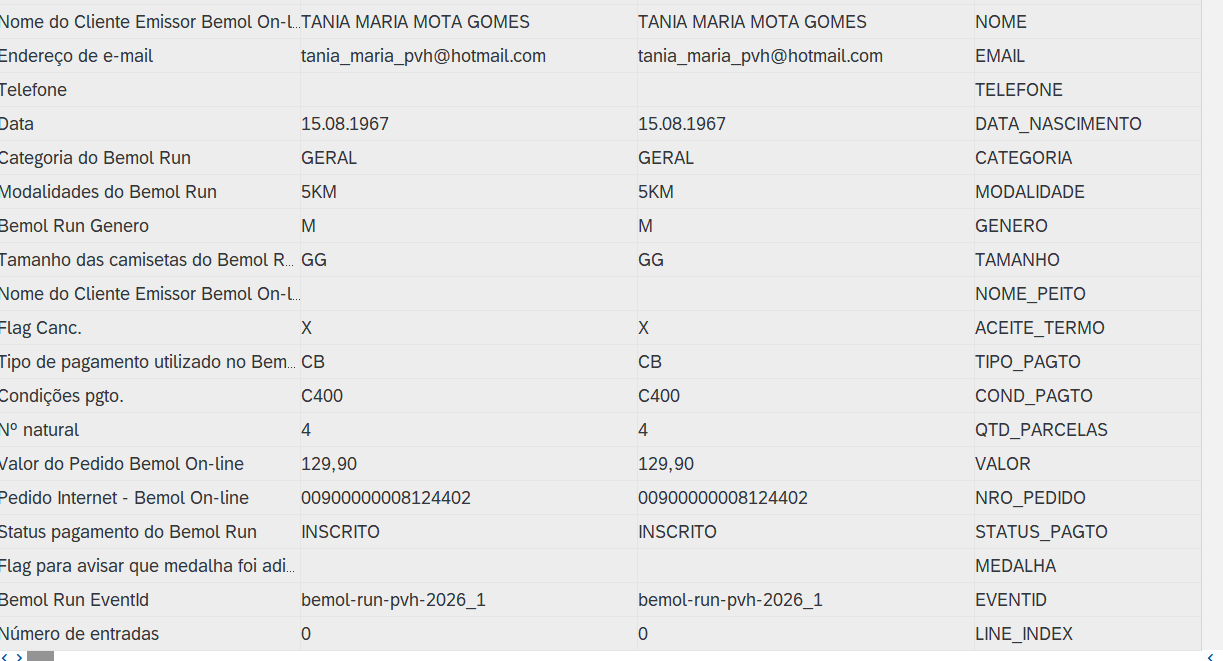 Nome do Cliente Emissor Bemol On-l... TANIA MARIA MOTA GOMES TANIA MARIA MOTA GOMES NOME
Endereço de e-mail tania_maria_pvh@hotmail.com tania_maria_pvh@hotmail.com EMAIL
Telefone TELEFONE
Data 15.08.1967 15.08.1967 DATA_NASCIMENTO
Categoria do Bemol Run GERAL GERAL CATEGORIA
Modalidades do Bemol Run 5KM 5KM MODALIDADE
Bemol Run Genero M M GENERO
Tamanho das camisetas do Bemol R... GG GG TAMANHO
Nome do Cliente Emissor Bemol On-l... NOME_PEITO
Flag Canc. X X ACEITE_TERMO
Tipo de pagamento utilizado no Bem... CB CB TIPO_PAGTO
Condições pgto. C400 C400 COND_PAGTO
Nº natural 4 4 QTD_PARCELAS
Valor do Pedido Bemol On-line 129,90 129,90 VALOR
Pedido Internet - Bemol On-line 00900000008124402 00900000008124402 NRO_PEDIDO
Status pagamento do Bemol Run INSCRITO INSCRITO STATUS_PAGTO
Flag para avisar que medalha foi adi... MEDALHA
Bemol Run EventId bemol-run-pvh-2026_1 bemol-run-pvh-2026_1 EVENTID
Número de entradas 0 0 LINE_INDEX